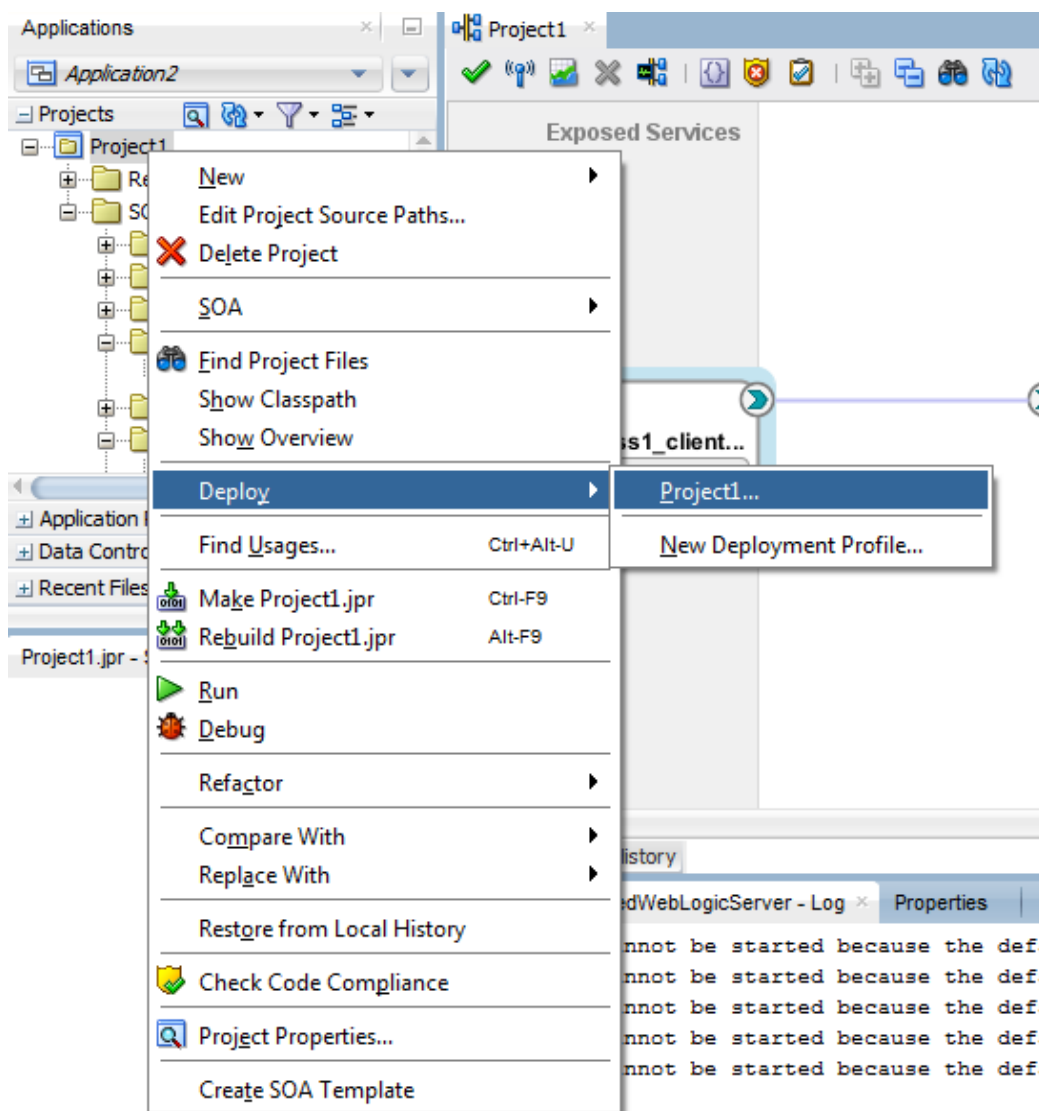 Applications
Project1
Application2
Projects
Exposed Services
Project1
Re
SO
New
Edit Project Source Paths...
Delete Project
SOA
Find Project Files
Show Classpath
Show Overview
ss1_client...
Deploy
Project1...
New Deployment Profile...
Application
Data Contro
Recent Files
Find Usages...
Ctrl+Alt-U
Make Project1.jpr
Ctrl-F9
Rebuild Project1.jpr
Alt-F9
Project1.jpr -
Run
Debug
Refactor
Compare With
Replace With
Restore from Local History
Check Code Compliance
Project Properties...
Create SOA Template
listory
edWebLogicServer - Log
Properties
nnot be started because the def
nnot be started because the def
nnot be started because the def
nnot be started because the def
nnot be started because the def